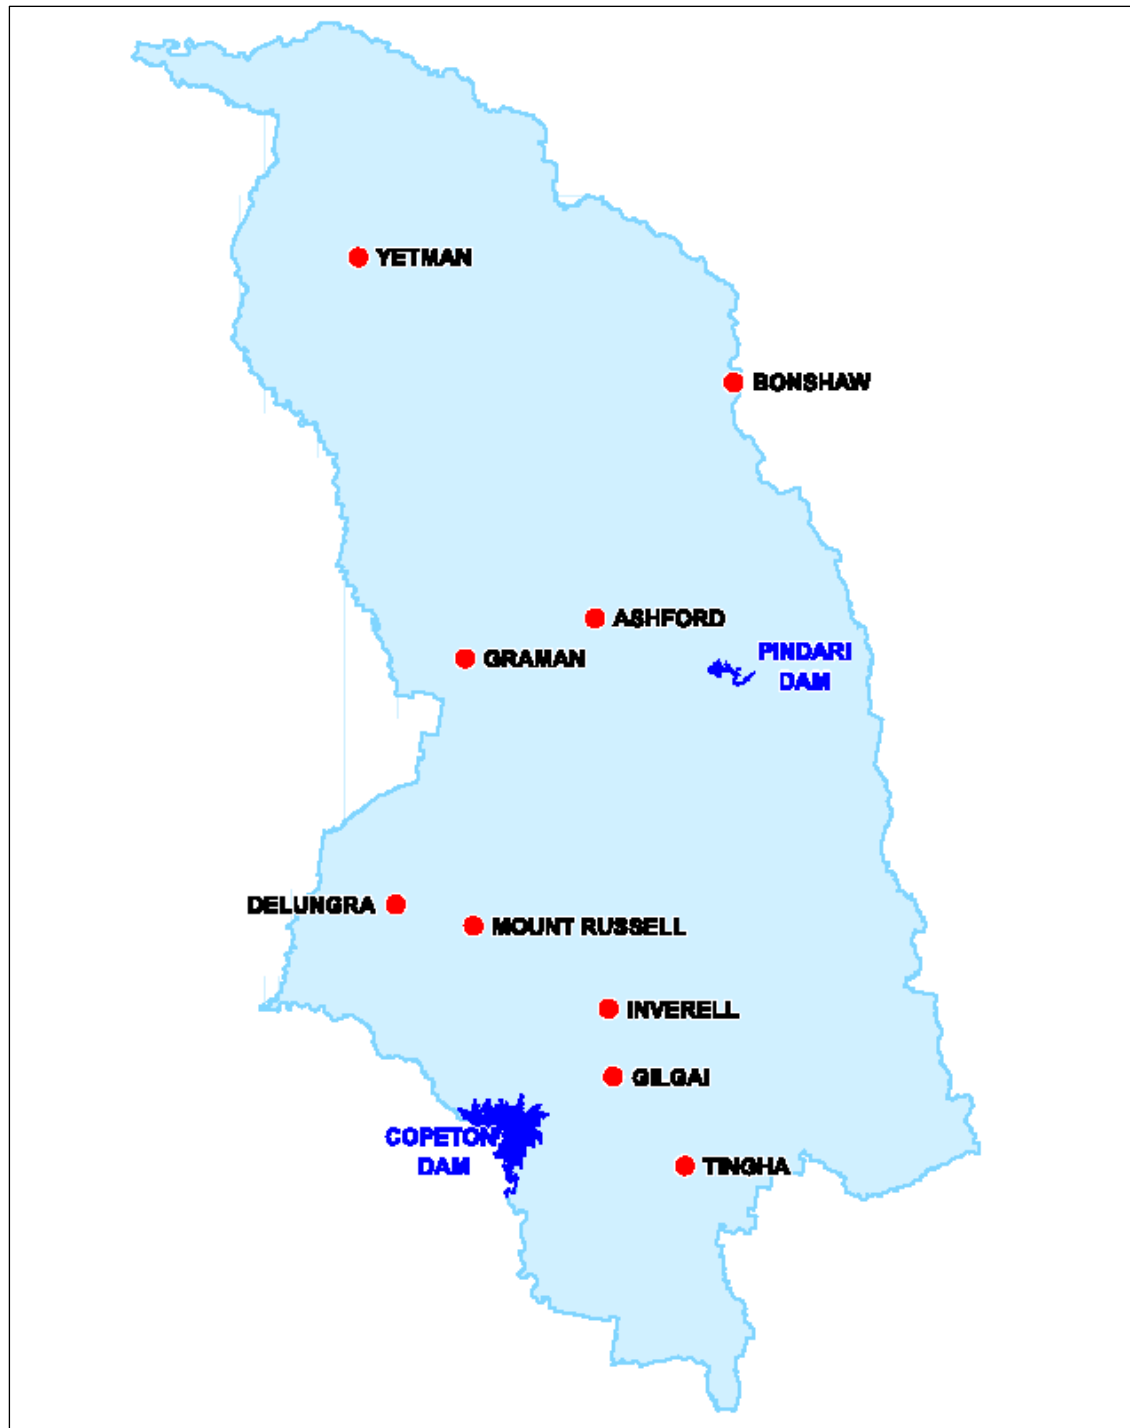 YETMAN
BONSHAW
ASHFORD
GRAMAN
PINDARI
DAM
DELUNGRA
MOUNT RUSSELL
INVERELL
GILGAI
COPETON
DAM
TINGHA